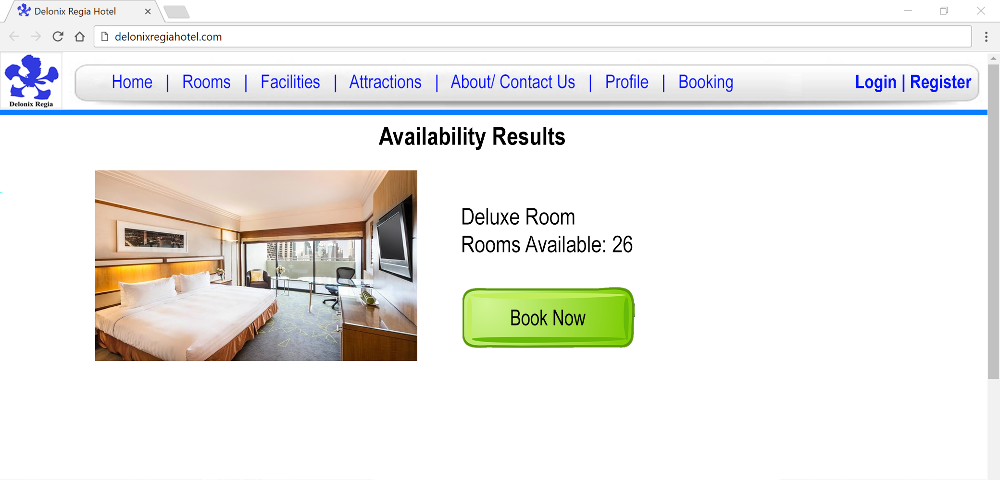 Delonix Regia Hotel
delonixregiahotel.com
Delonix Regia
Home | Rooms | Facilities | Attractions | About/ Contact Us | Profile | Booking
Login | Register
Availability Results
Deluxe Room
Rooms Available: 26
Book Now